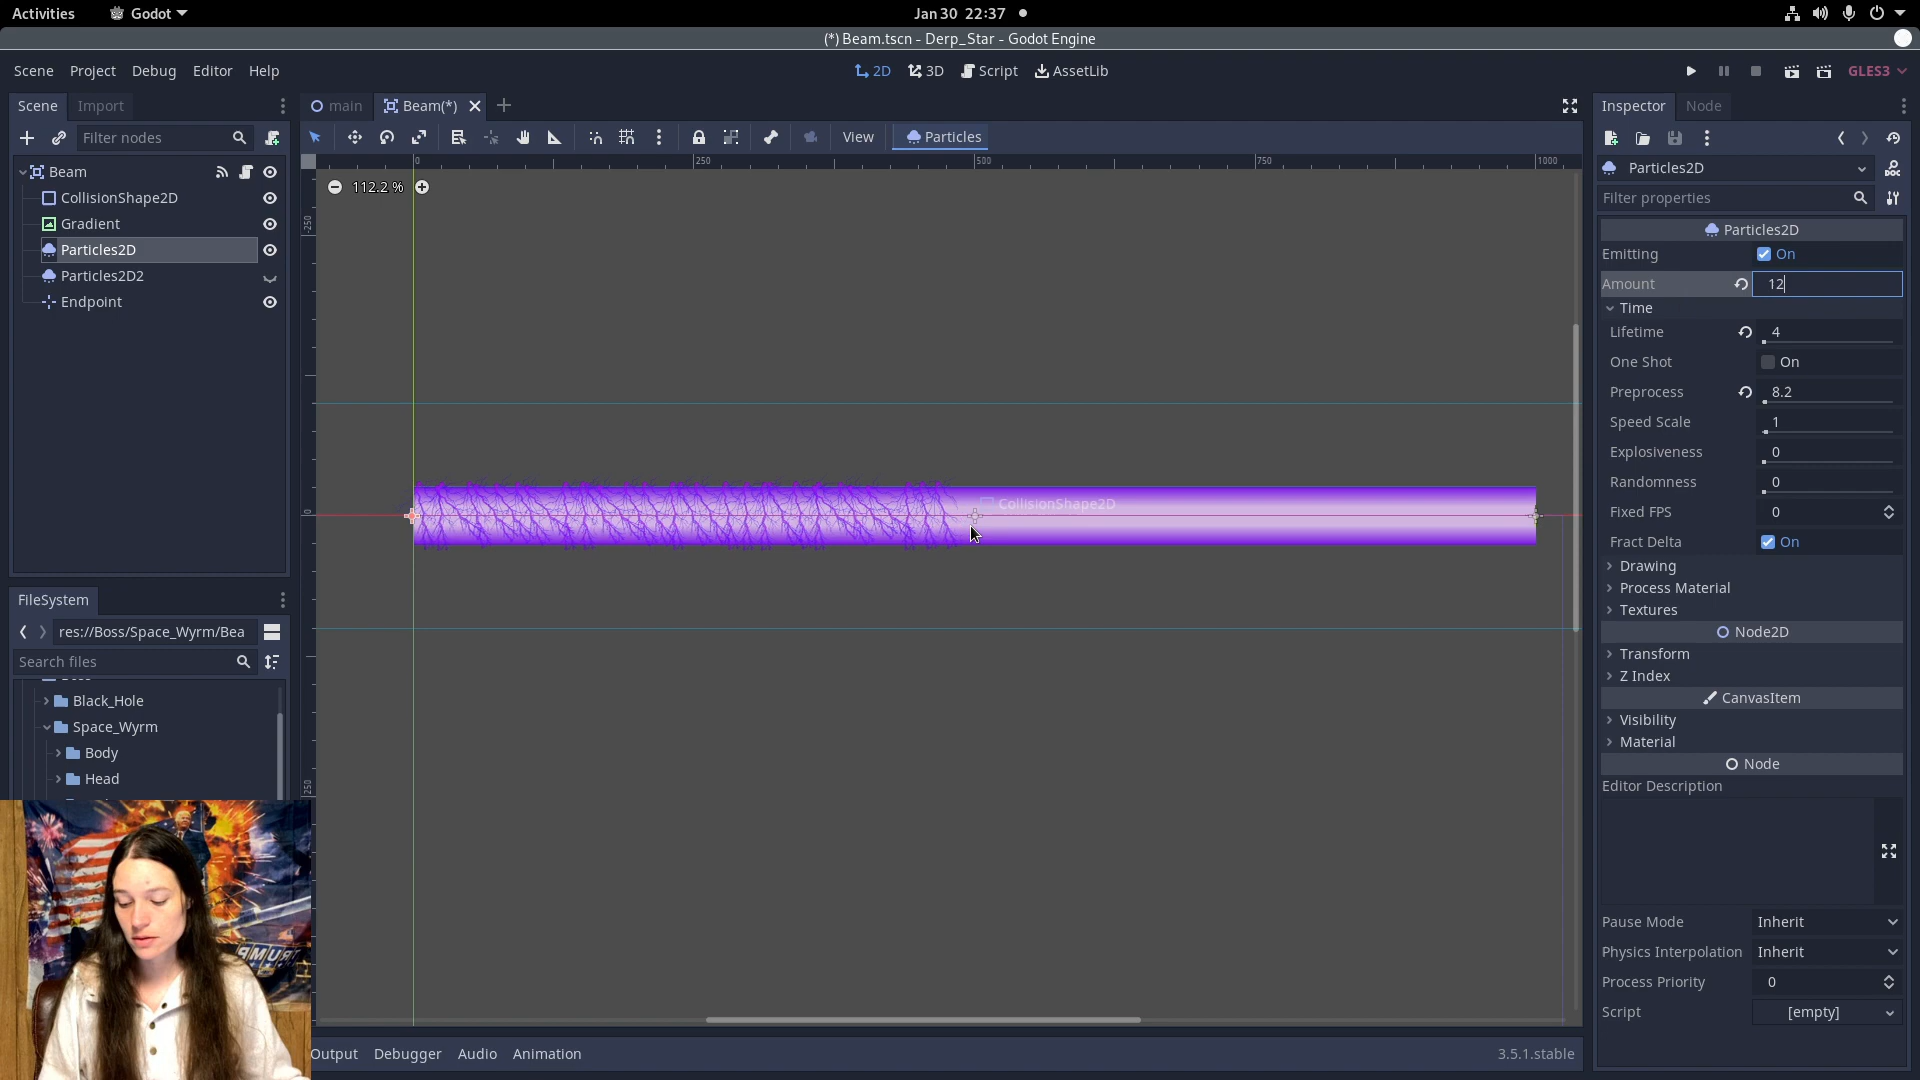 Activities
Godot
Jan 30 22:37
(*) Beam.tscn - Derp_Star - Godot Engine
Scene Project Debug Editor Help
2D 3D Script AssetLib
GLES3
Scene Import
main Beam(*)
Inspector Node
Filter nodes
View Particles
Beam
CollisionShape2D
Gradient
Particles2D
Particles2D2
Endpoint
0 250 500 750 1000
112.2 %
-250
0
250
CollisionShape2D
Particles2D
Filter properties
Particles2D
Emitting On
Amount 12
Time
Lifetime 4
One Shot On
Preprocess 8.2
Speed Scale 1
Explosiveness 0
Randomness 0
Fixed FPS 0
Fract Delta On
Drawing
Process Material
Textures
Node2D
Transform
Z Index
CanvasItem
Visibility
Material
Node
Editor Description
Pause Mode Inherit
Physics Interpolation Inherit
Process Priority 0
Script [empty]
FileSystem
res://Boss/Space_Wyrm/Bea
Search files
Black_Hole
Space_Wyrm
Body
Head
TRUMP
Output Debugger Audio Animation
3.5.1.stable